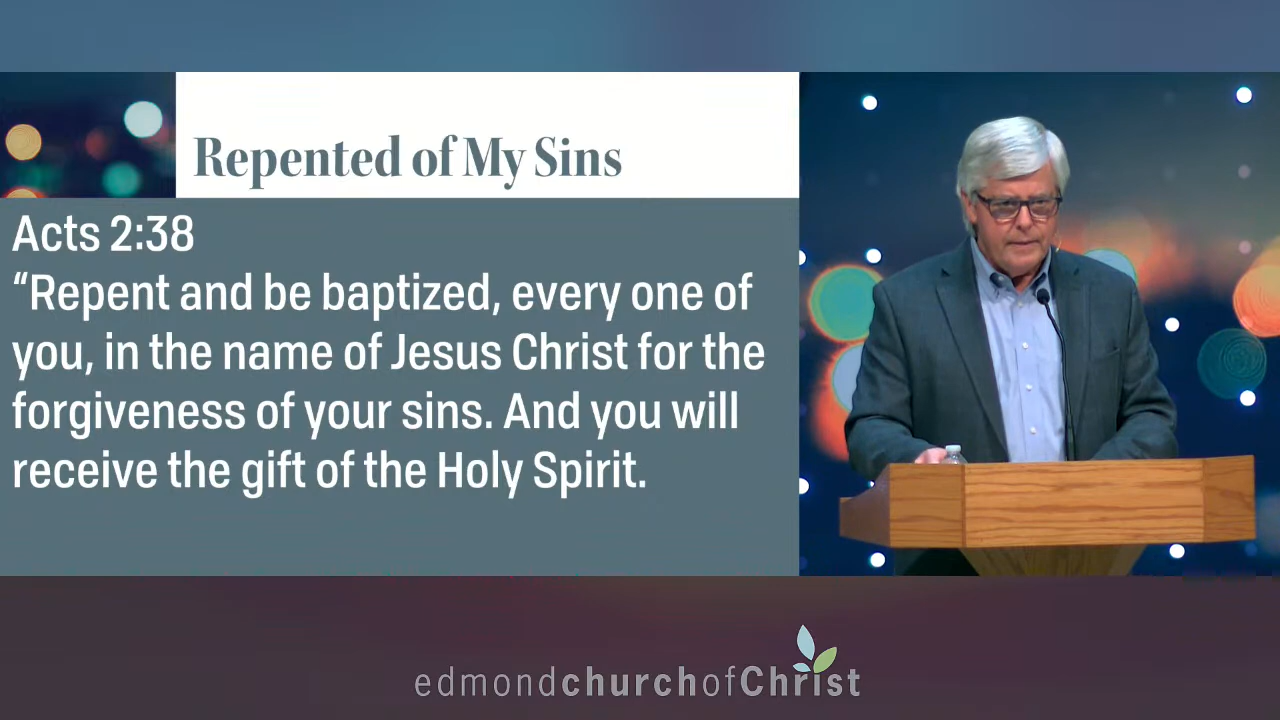 Repented of My Sins
Acts 2:38
“Repent and be baptized, every one of
you, in the name of Jesus Christ for the
forgiveness of your sins. And you will
receive the gift of the Holy Spirit.
edmondchurchofChrist